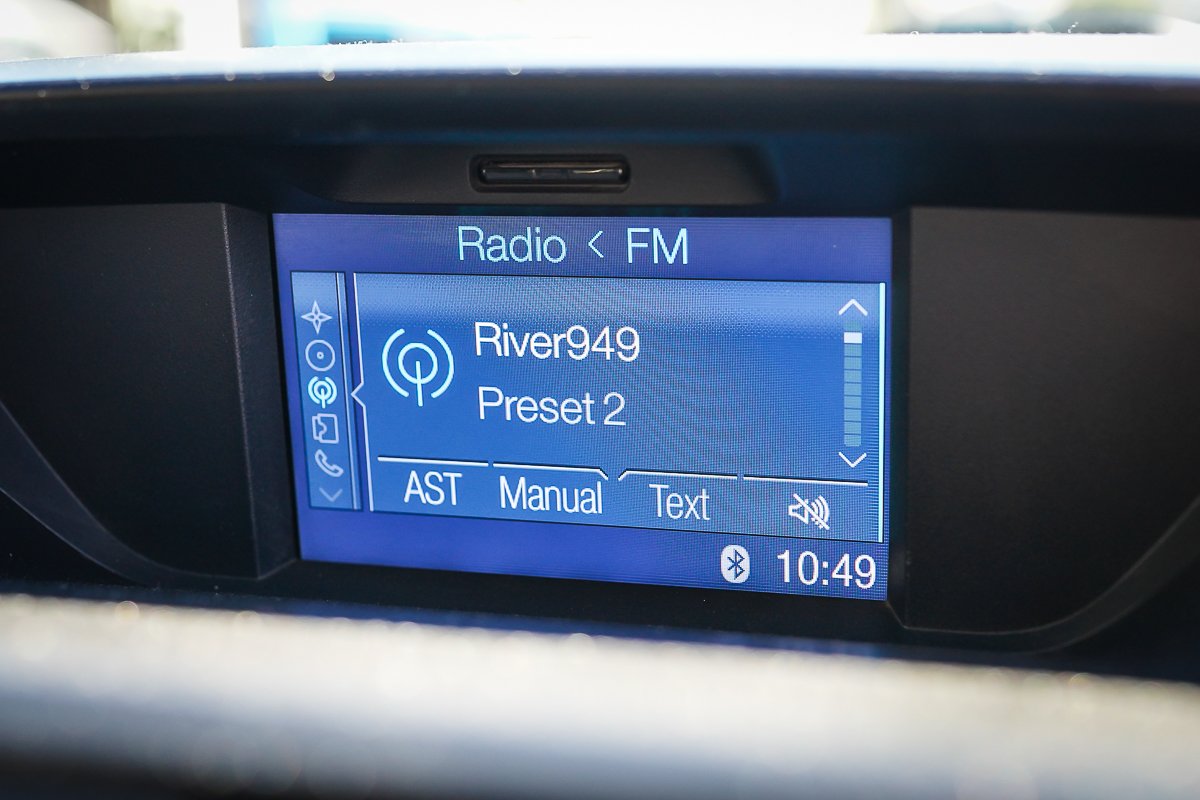 Radio < FM
River949
Preset 2
AST Manual Text
10:49